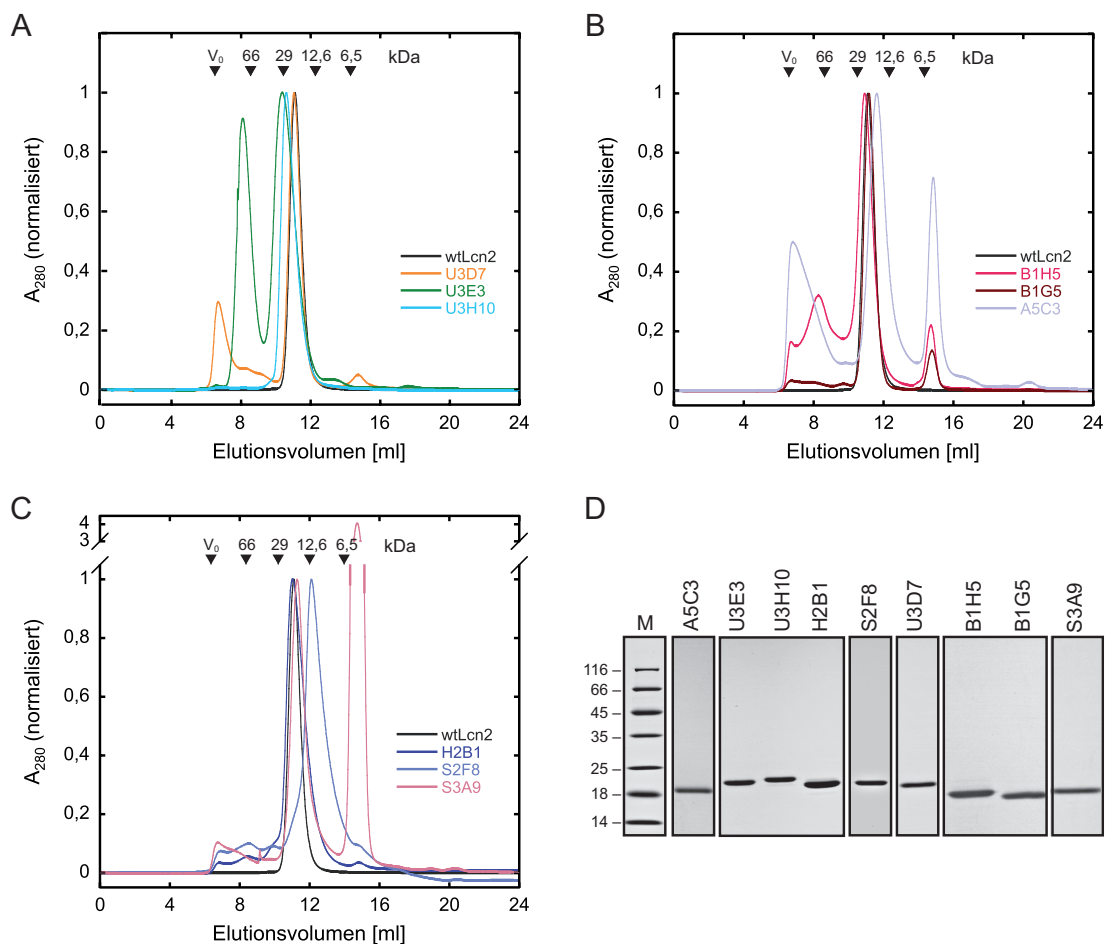 A
V₀ 66 29 12,6 6,5 kDa
1
0,8
0,6
0,4
0,2
0
A₂₈₀ (normalisiert)
wtLcn2
U3D7
U3E3
U3H10
0 4 8 12 16 20 24
Elutionsvolumen [ml]
B
V₀ 66 29 12,6 6,5 kDa
1
0,8
0,6
0,4
0,2
0
A₂₈₀ (normalisiert)
wtLcn2
B1H5
B1G5
A5C3
0 4 8 12 16 20 24
Elutionsvolumen [ml]
C
4
3
V₀ 66 29 12,6 6,5 kDa
1
0,8
0,6
0,4
0,2
0
A₂₈₀ (normalisiert)
wtLcn2
H2B1
S2F8
S3A9
0 4 8 12 16 20 24
Elutionsvolumen [ml]
D
M A5C3 U3E3 U3H10 H2B1 S2F8 U3D7 B1H5 B1G5 S3A9
116
66
45
35
25
18
14